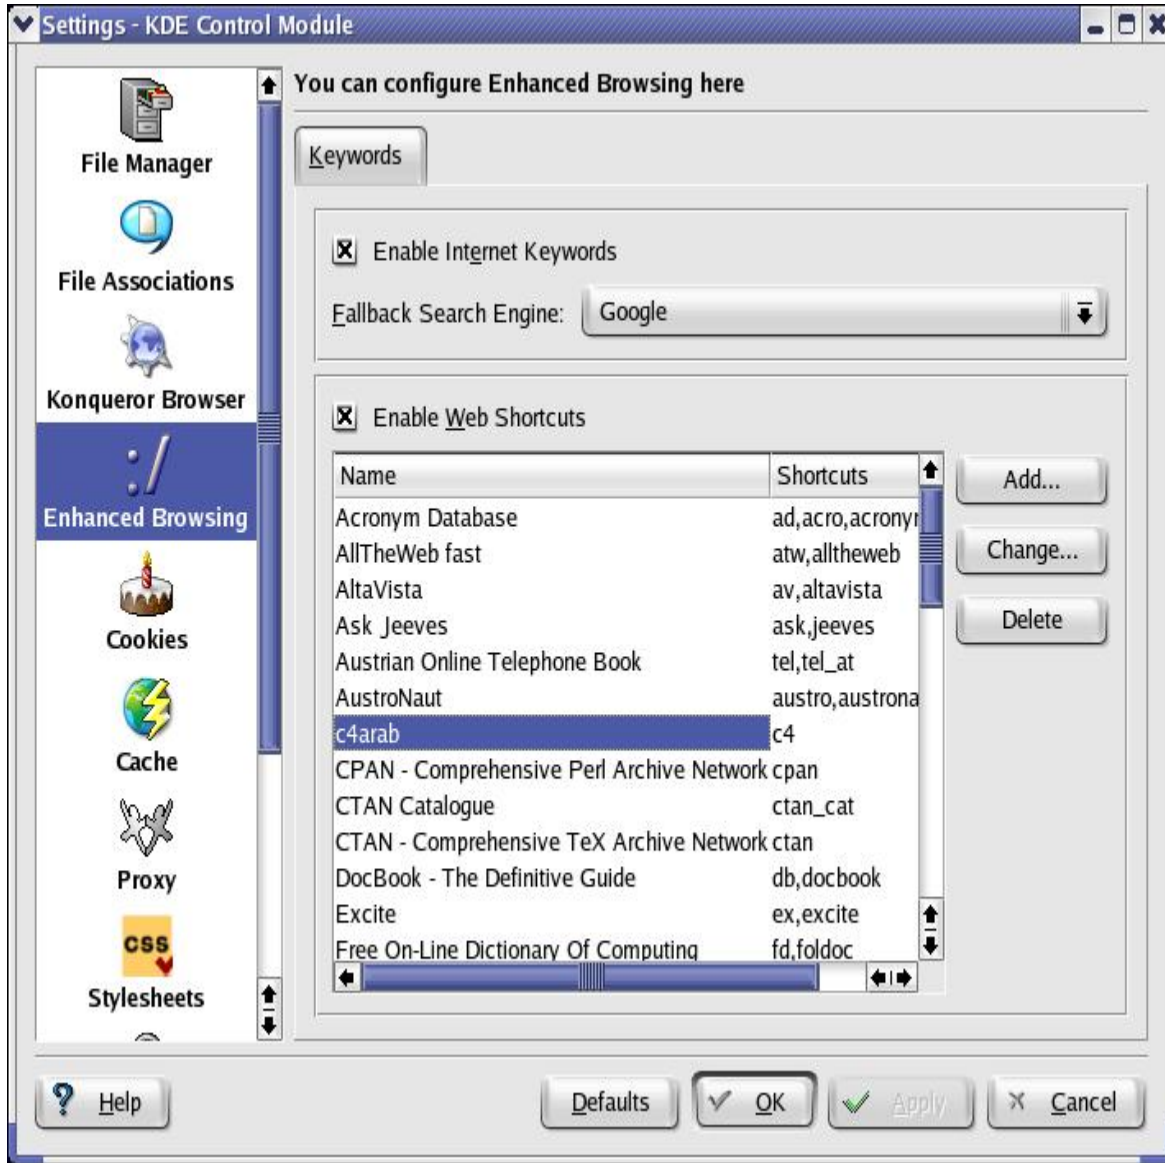 Settings - KDE Control Module
File Manager
File Associations
Konqueror Browser
:/
Enhanced Browsing
Cookies
Cache
Proxy
css
Stylesheets
You can configure Enhanced Browsing here
Keywords
Enable Internet Keywords
Fallback Search Engine: Google
Enable Web Shortcuts
Name Shortcuts
Acronym Database ad,acro,acrony
AllTheWeb fast atw,alltheweb
AltaVista av,altavista
Ask Jeeves ask,jeeves
Austrian Online Telephone Book tel,tel_at
AustroNaut austro,austrona
c4arab c4
CPAN - Comprehensive Perl Archive Network cpan
CTAN Catalogue ctan_cat
CTAN - Comprehensive TeX Archive Network ctan
DocBook - The Definitive Guide db,docbook
Excite ex,excite
Free On-Line Dictionary Of Computing fd,foldoc
Add...
Change...
Delete
? Help
Defaults
OK
Apply
Cancel